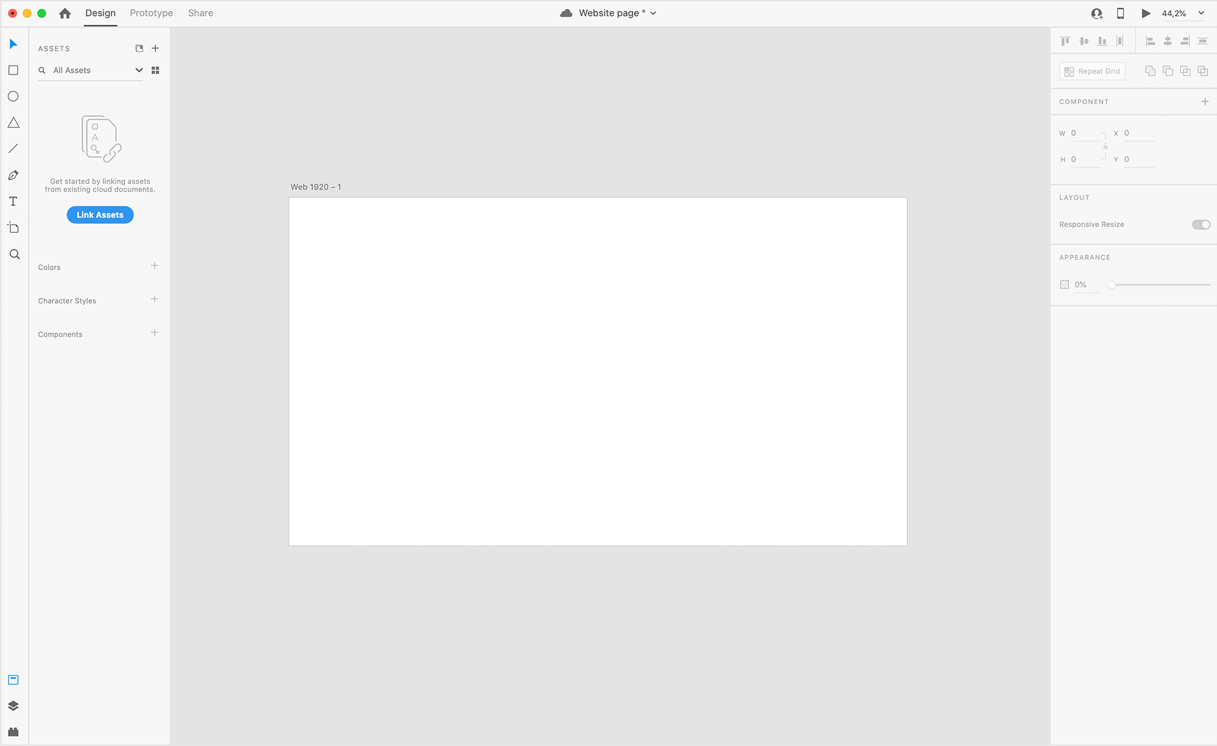 Design Prototype Share Website page * 44,2%
ASSETS
All Assets
A
Get started by linking assets
from existing cloud documents.
Link Assets
Colors
Character Styles
Components
Web 1920 – 1
Repeat Grid
COMPONENT
W 0 X 0
H 0 Y 0
LAYOUT
Responsive Resize
APPEARANCE
0%